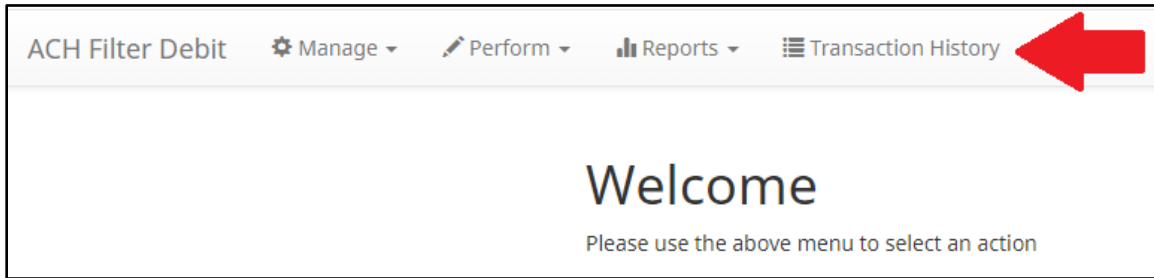 ACH Filter Debit Manage Perform Reports Transaction History
Welcome
Please use the above menu to select an action